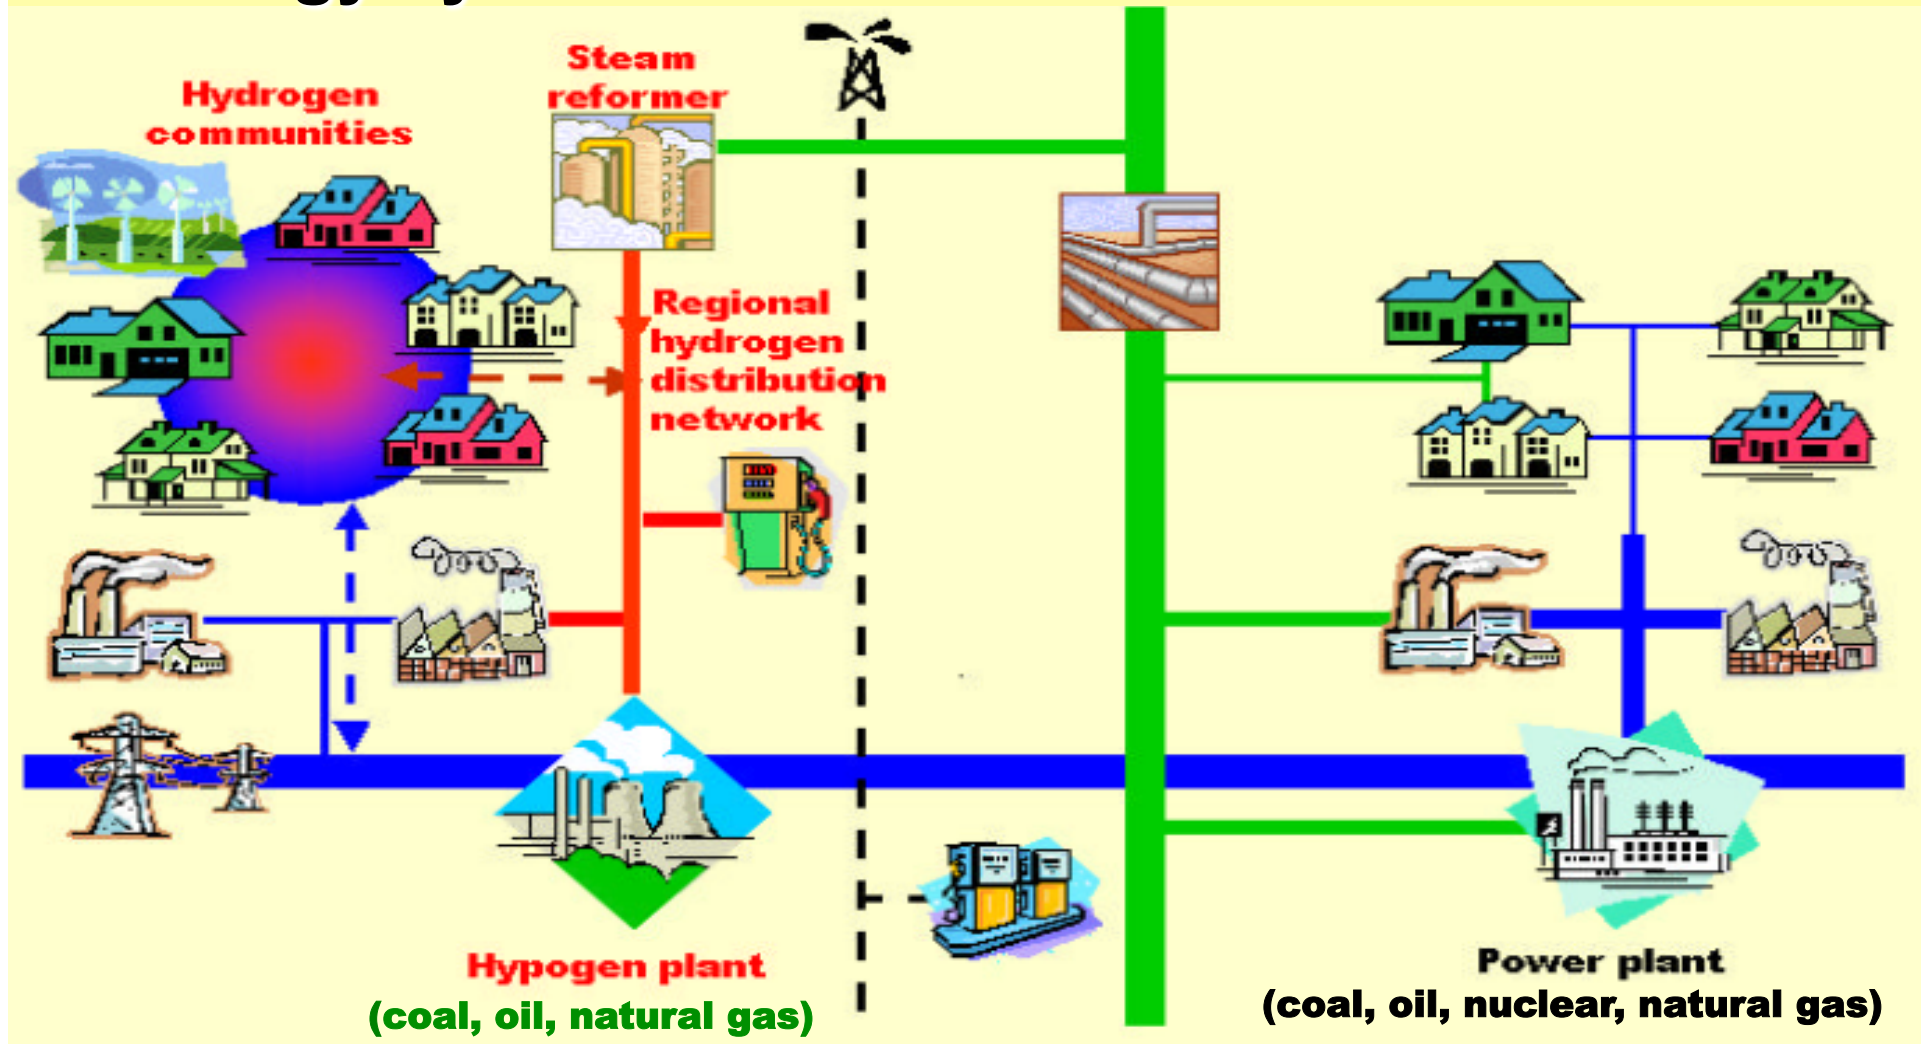 Steam
reformer
Hydrogen
communities
Regional
hydrogen
distribution
network
Hypogen plant
(coal, oil, natural gas)
Power plant
(coal, oil, nuclear, natural gas)